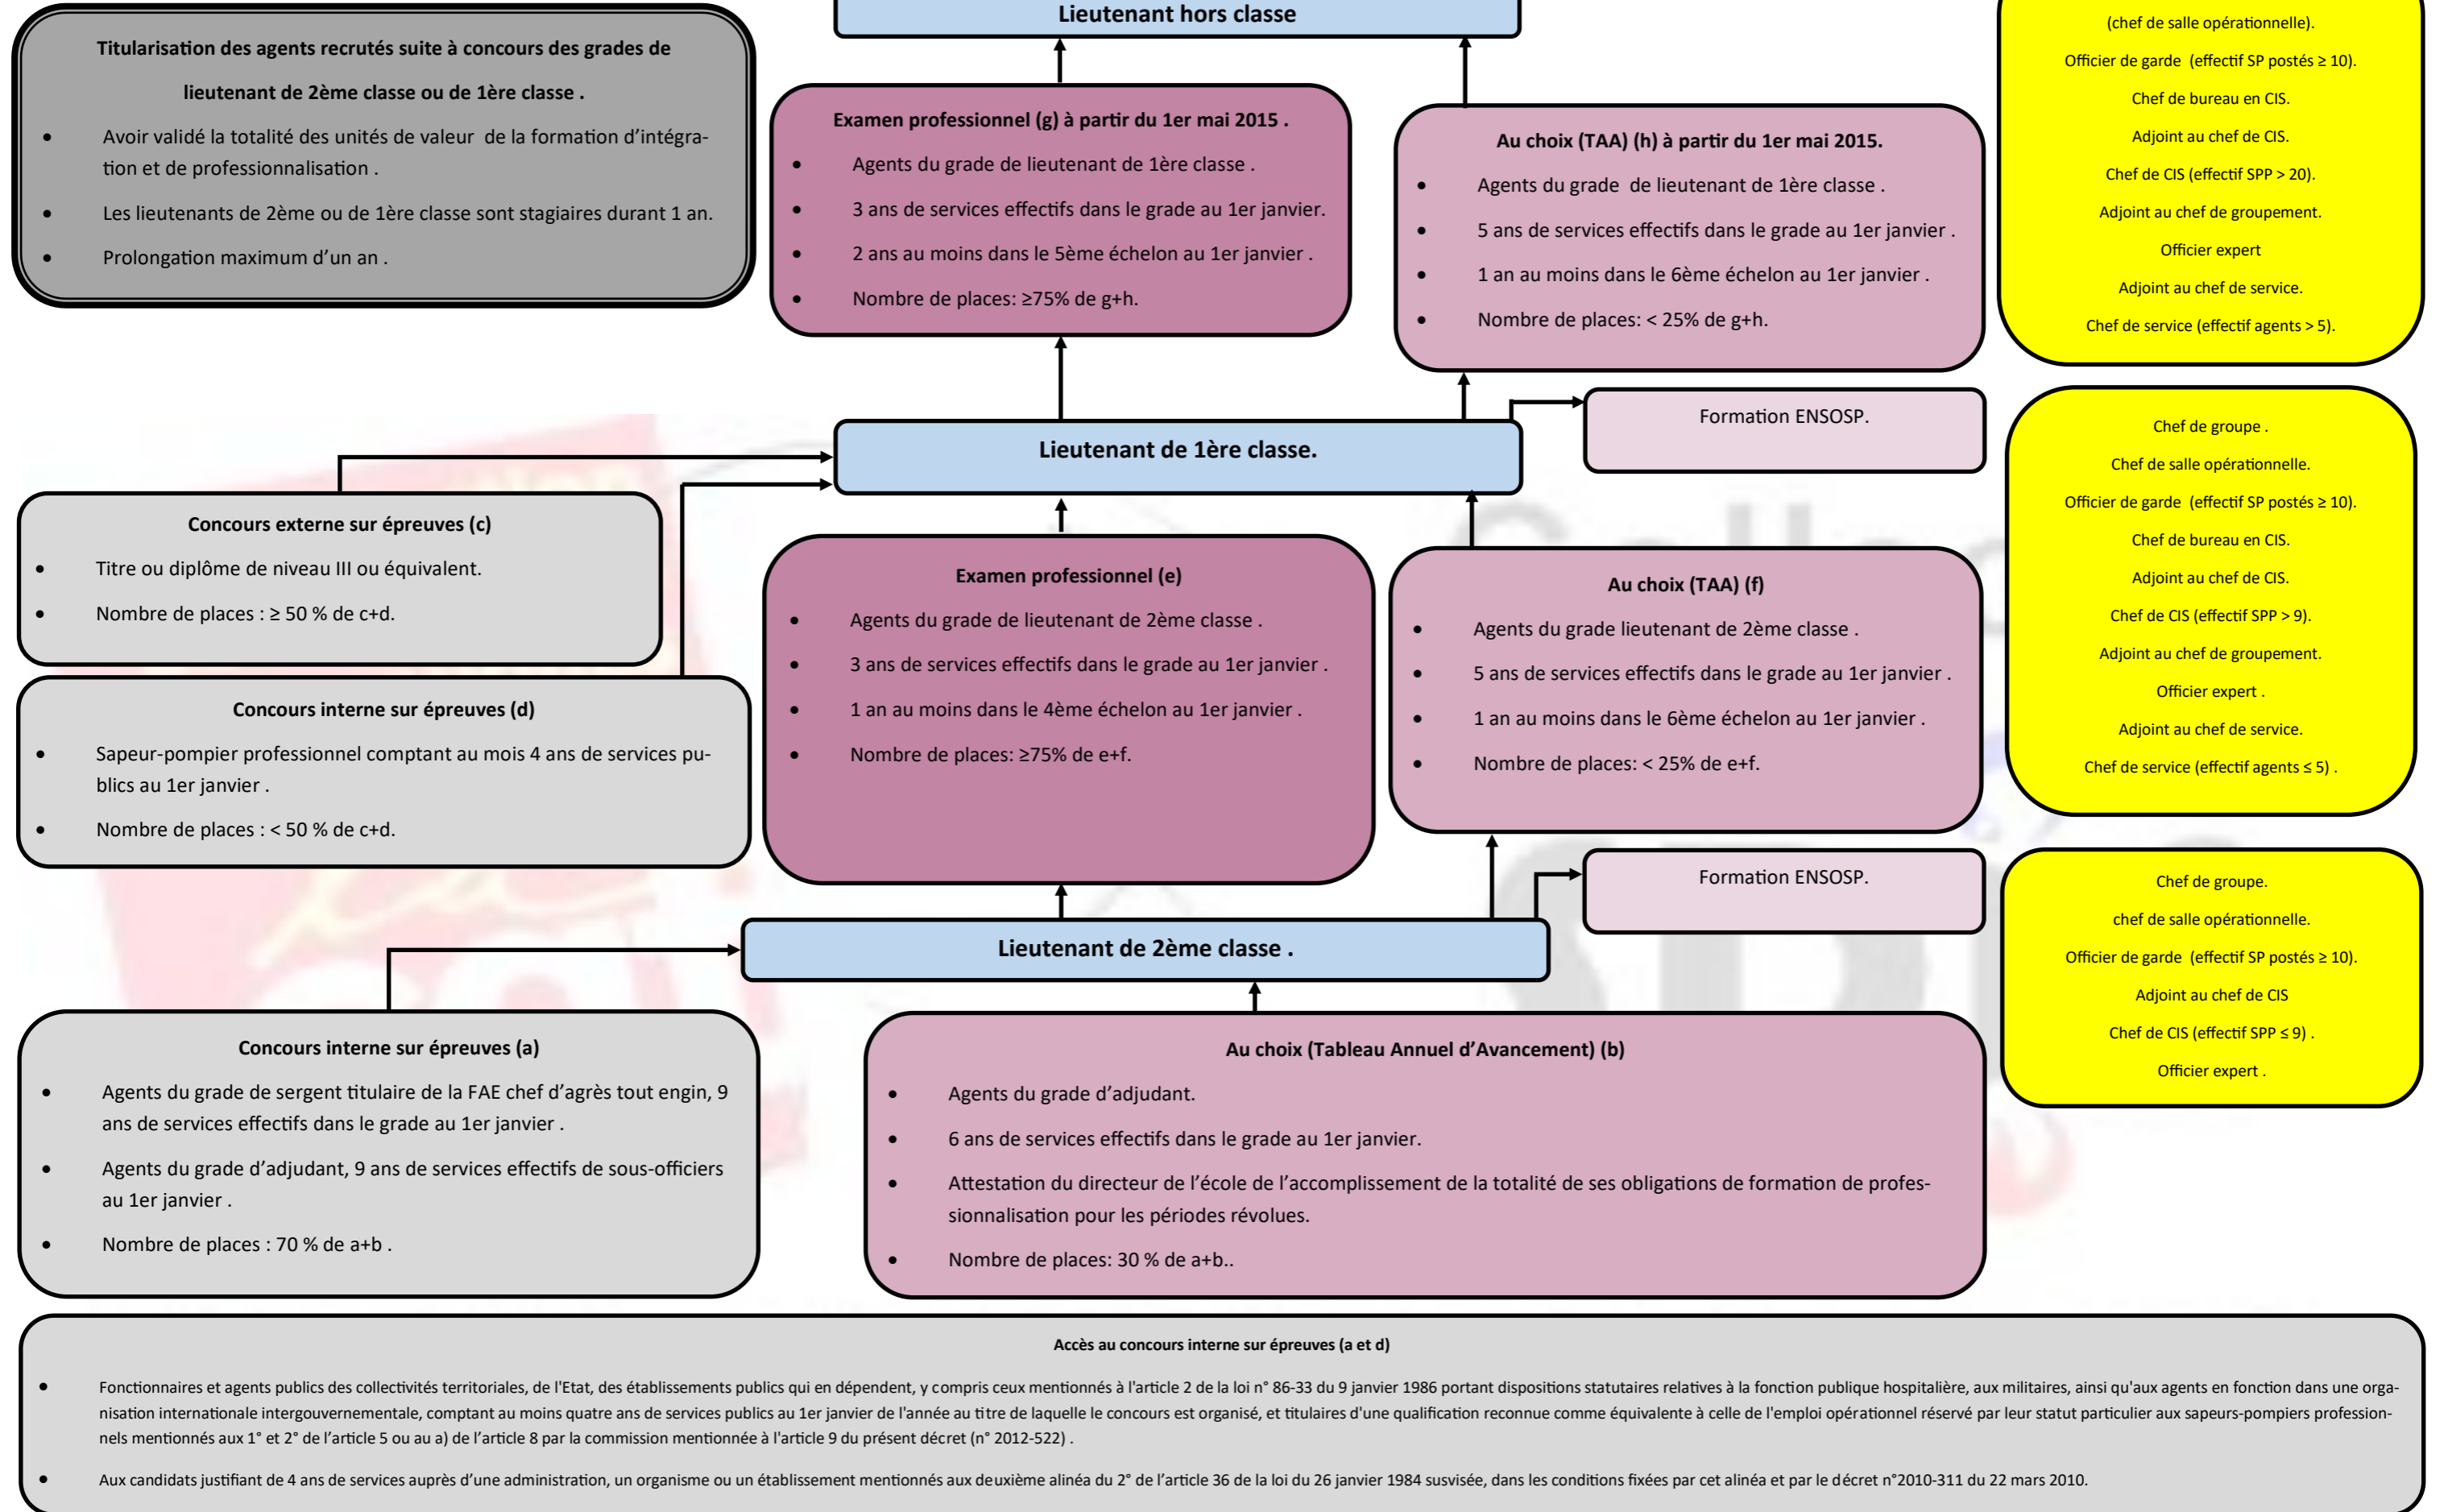 Lieutenant hors classe
Titularisation des agents recrutés suite à concours des grades de
lieutenant de 2ème classe ou de 1ère classe .
• Avoir validé la totalité des unités de valeur de la formation d'intégra-
tion et de professionnalisation .
• Les lieutenants de 2ème ou de 1ère classe sont stagiaires durant 1 an.
• Prolongation maximum d'un an .
Examen professionnel (g) à partir du 1er mai 2015 .
• Agents du grade de lieutenant de 1ère classe .
• 3 ans de services effectifs dans le grade au 1er janvier.
• 2 ans au moins dans le 5ème échelon au 1er janvier .
• Nombre de places: ≥75% de g+h.
Au choix (TAA) (h) à partir du 1er mai 2015.
• Agents du grade de lieutenant de 1ère classe .
• 5 ans de services effectifs dans le grade au 1er janvier .
• 1 an au moins dans le 6ème échelon au 1er janvier .
• Nombre de places: < 25% de g+h.
(chef de salle opérationnelle).
Officier de garde (effectif SP postés ≥ 10).
Chef de bureau en CIS.
Adjoint au chef de CIS.
Chef de CIS (effectif SPP > 20).
Adjoint au chef de groupement.
Officier expert
Adjoint au chef de service.
Chef de service (effectif agents > 5).
Lieutenant de 1ère classe.
Formation ENSOSP.
Concours externe sur épreuves (c)
• Titre ou diplôme de niveau III ou équivalent.
• Nombre de places : ≥ 50 % de c+d.
Concours interne sur épreuves (d)
• Sapeur-pompier professionnel comptant au mois 4 ans de services pu-
blics au 1er janvier .
• Nombre de places : < 50 % de c+d.
Examen professionnel (e)
• Agents du grade de lieutenant de 2ème classe .
• 3 ans de services effectifs dans le grade au 1er janvier .
• 1 an au moins dans le 4ème échelon au 1er janvier .
• Nombre de places: ≥75% de e+f.
Au choix (TAA) (f)
• Agents du grade lieutenant de 2ème classe .
• 5 ans de services effectifs dans le grade au 1er janvier .
• 1 an au moins dans le 6ème échelon au 1er janvier .
• Nombre de places: < 25% de e+f.
Chef de groupe .
Chef de salle opérationnelle.
Officier de garde (effectif SP postés ≥ 10).
Chef de bureau en CIS.
Adjoint au chef de CIS.
Chef de CIS (effectif SPP > 9).
Adjoint au chef de groupement.
Officier expert .
Adjoint au chef de service.
Chef de service (effectif agents ≤ 5) .
Lieutenant de 2ème classe .
Formation ENSOSP.
Chef de groupe.
chef de salle opérationnelle.
Officier de garde (effectif SP postés ≥ 10).
Adjoint au chef de CIS
Chef de CIS (effectif SPP ≤ 9) .
Officier expert .
Concours interne sur épreuves (a)
• Agents du grade de sergent titulaire de la FAE chef d'agrès tout engin, 9
ans de services effectifs dans le grade au 1er janvier .
• Agents du grade d'adjudant, 9 ans de services effectifs de sous-officiers
au 1er janvier .
• Nombre de places : 70 % de a+b .
Au choix (Tableau Annuel d'Avancement) (b)
• Agents du grade d'adjudant.
• 6 ans de services effectifs dans le grade au 1er janvier.
• Attestation du directeur de l'école de l'accomplissement de la totalité de ses obligations de formation de profes-
sionnalisation pour les périodes révolues.
• Nombre de places: 30 % de a+b..
Accès au concours interne sur épreuves (a et d)
• Fonctionnaires et agents publics des collectivités territoriales, de l'Etat, des établissements publics qui en dépendent, y compris ceux mentionnés à l'article 2 de la loi n° 86-33 du 9 janvier 1986 portant dispositions statutaires relatives à la fonction publique hospitalière, aux militaires, ainsi qu'aux agents en fonction dans une orga-
nisation internationale intergouvernementale, comptant au moins quatre ans de services publics au 1er janvier de l'année au titre de laquelle le concours est organisé, et titulaires d'une qualification reconnue comme équivalente à celle de l'emploi opérationnel réservé par leur statut particulier aux sapeurs-pompiers profession-
nels mentionnés aux 1° et 2° de l'article 5 ou au a) de l'article 8 par la commission mentionnée à l'article 9 du présent décret (n° 2012-522) .
• Aux candidats justifiant de 4 ans de services auprès d'une administration, un organisme ou un établissement mentionnés aux deuxième alinéa du 2° de l'article 36 de la loi du 26 janvier 1984 susvisée, dans les conditions fixées par cet alinéa et par le décret n°2010-311 du 22 mars 2010.